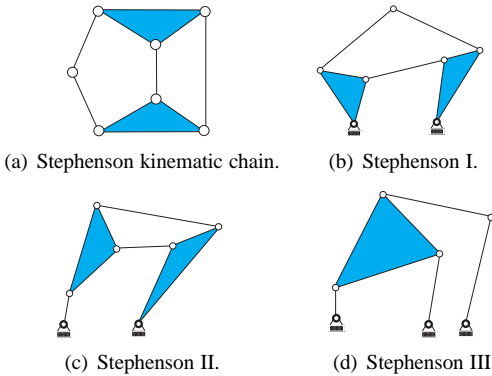 (a) Stephenson kinematic chain.
(b) Stephenson I.
(c) Stephenson II.
(d) Stephenson III